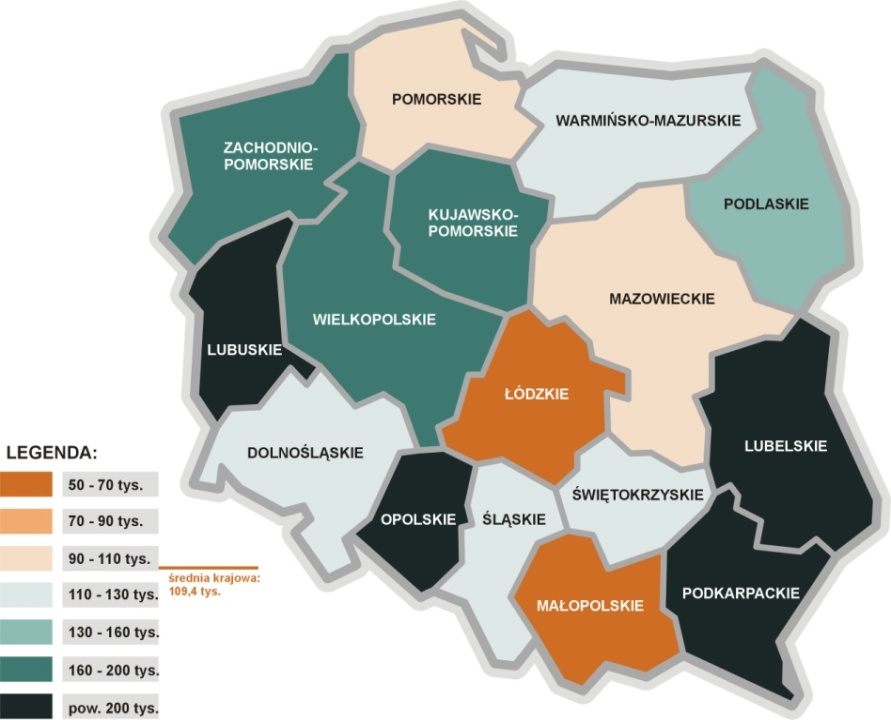 POMORSKIE
WARMIŃSKO-MAZURSKIE
ZACHODNIO-
POMORSKIE
PODLASKIE
KUJAWSKO-
POMORSKIE
MAZOWIECKIE
WIELKOPOLSKIE
LUBUSKIE
ŁÓDZKIE
LUBELSKIE
DOLNOŚLĄSKIE
ŚWIĘTOKRZYSKIE
OPOLSKIE
ŚLĄSKIE
PODKARPACKIE
MAŁOPOLSKIE
LEGENDA:
50 - 70 tys.
70 - 90 tys.
90 - 110 tys.
średnia krajowa:
109,4 tys.
110 - 130 tys.
130 - 160 tys.
160 - 200 tys.
pow. 200 tys.